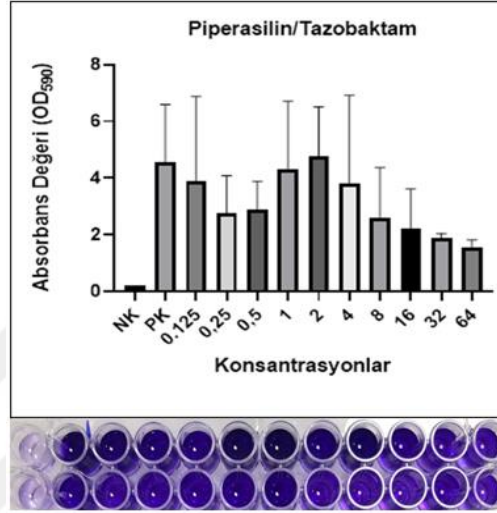 Piperasilin/Tazobaktam
Absorbans Değeri (OD590)
8
6
4
2
0
NK PK 0.125 0,25 0,5 1 2 4 8 16 32 64
Konsantrasyonlar